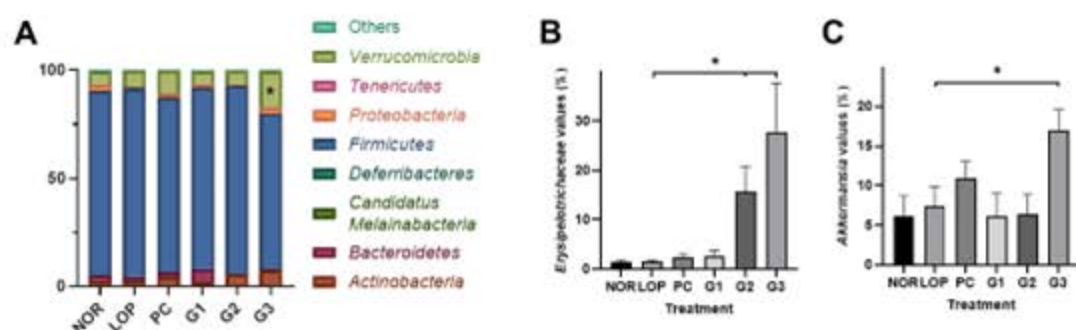 A
100
50
0
NOR
LOP
PC
G1
G2
G3
*
Others
Verrucomicrobia
Tenericutes
Proteobacteria
Firmicutes
Deferribacteres
Candidatus
Melainabacteria
Bacteroidetes
Actinobacteria
B
Erysipelotrichaceae values (%)
30
20
10
0
*
NOR LOP PC G1 G2 G3
Treatment
C
Akkermansia values (%)
20
15
10
5
0
*
NOR LOP PC G1 G2 G3
Treatment